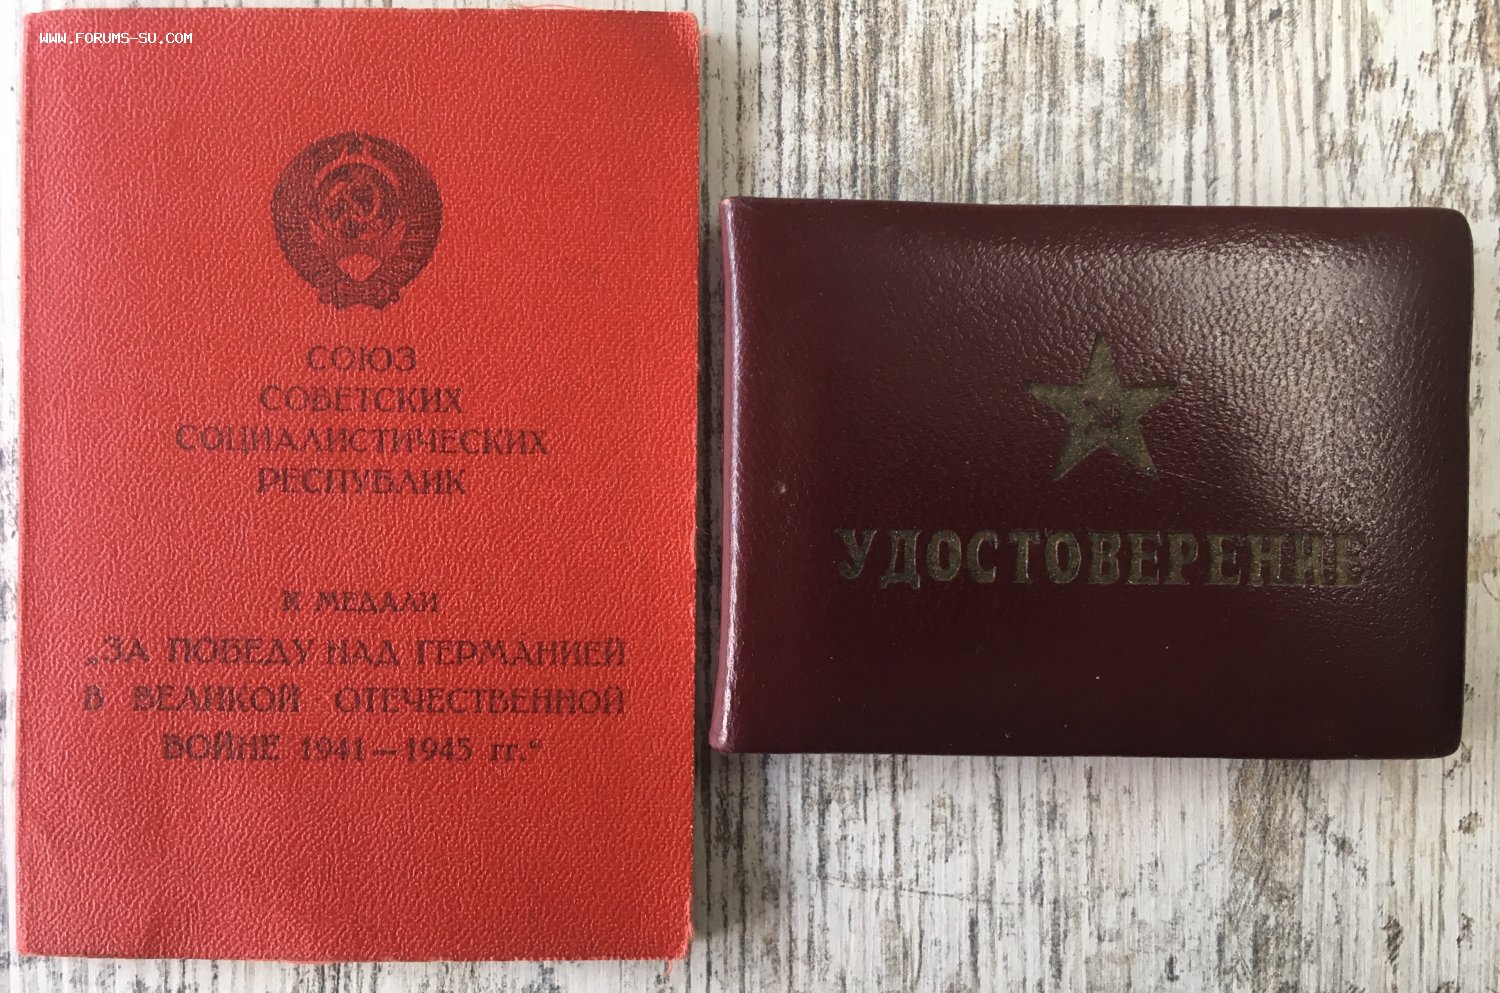 WWW.FORUMS-SU.COM
СОЮЗ
СОВЕТСКИХ
СОЦИАЛИСТИЧЕСКИХ
РЕСПУБЛИК
К МЕДАЛИ
„ЗА ПОБЕДУ НАД ГЕРМАНИЕЙ
В ВЕЛИКОЙ ОТЕЧЕСТВЕННОЙ
ВОЙНЕ 1941—1945 гг.“
УДОСТОВЕРЕНИЕ